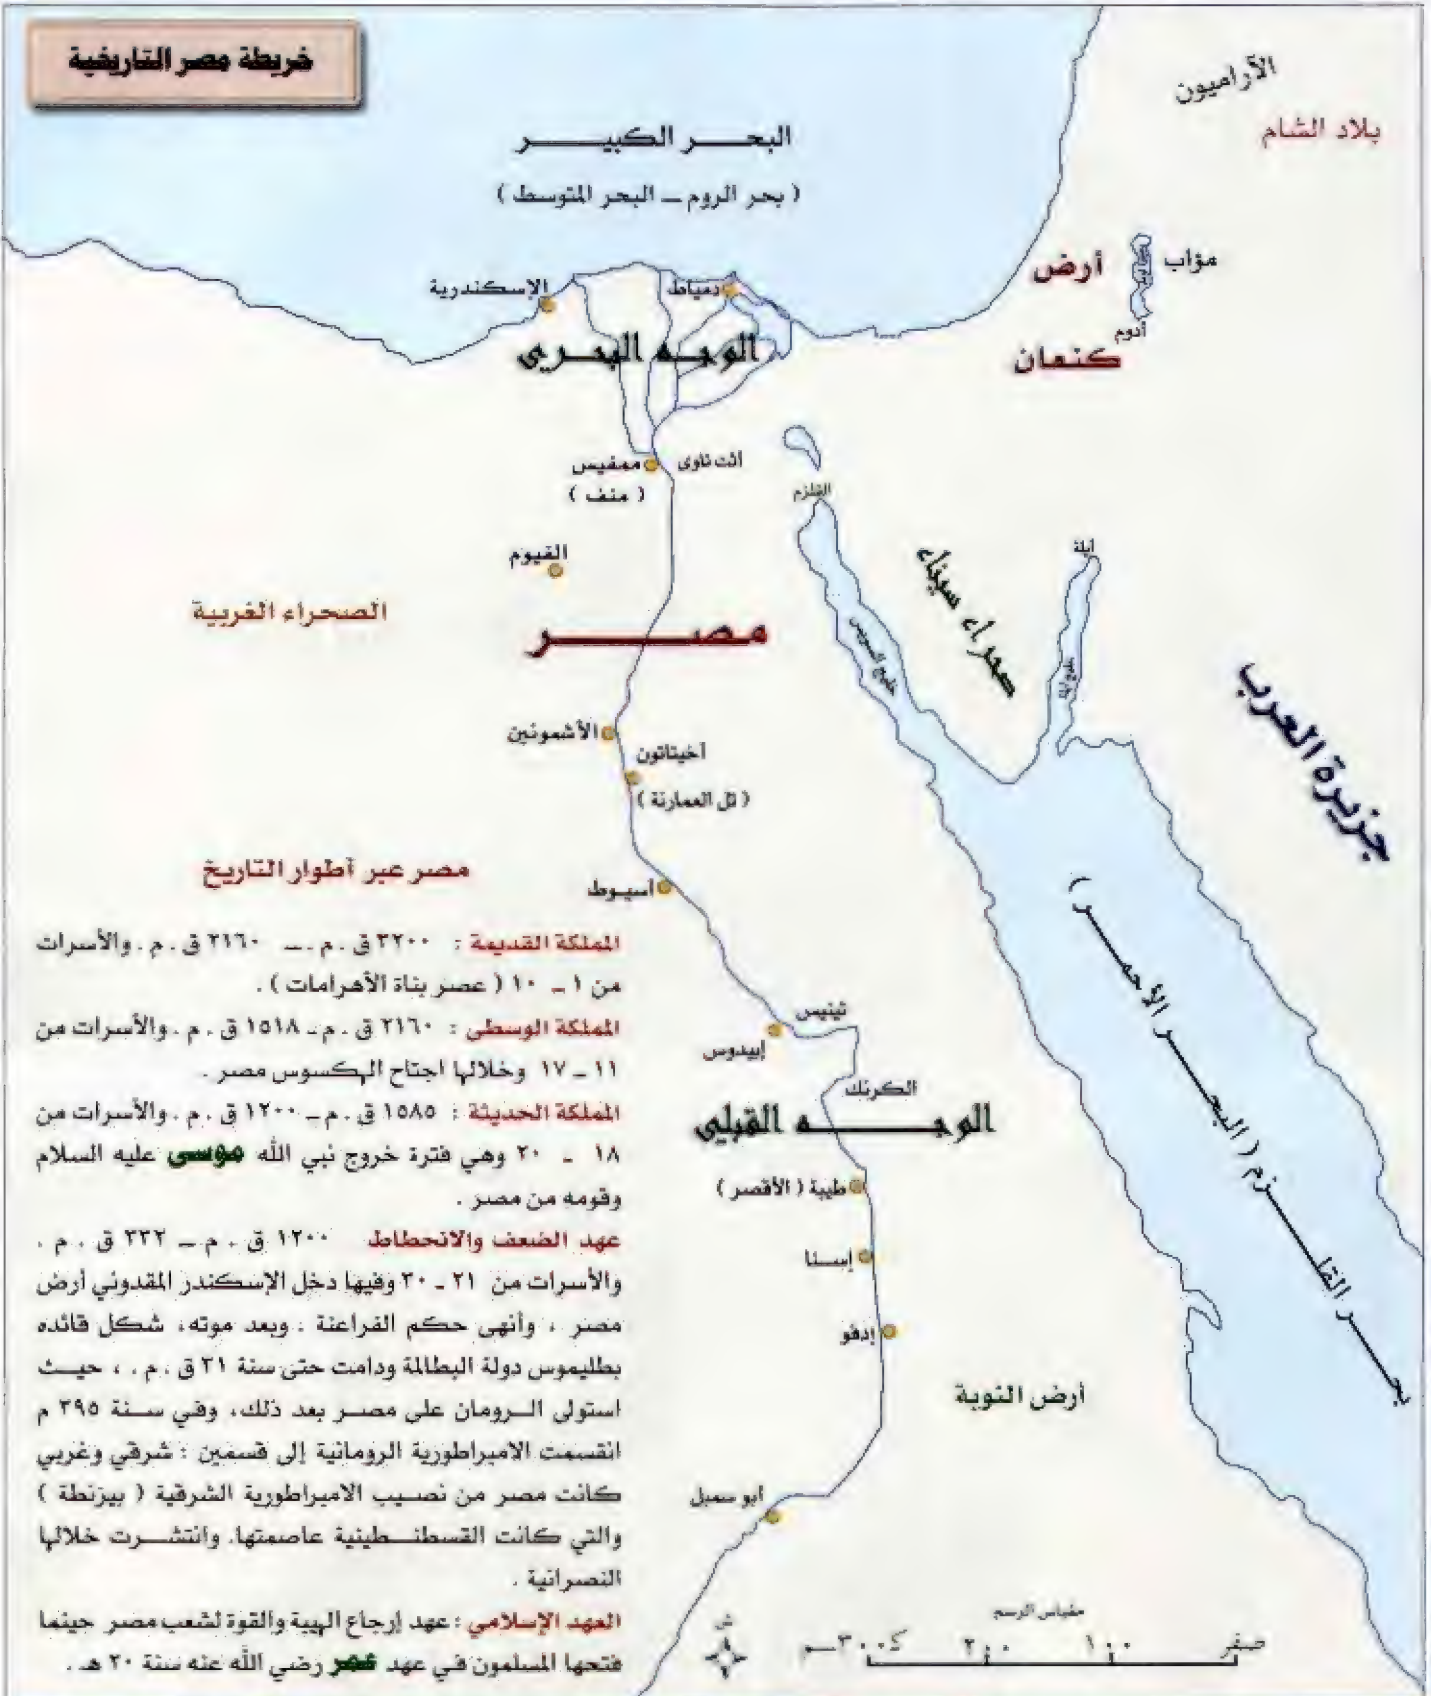 خريطة مصر التاريخية
الآراميون
بلاد الشام
البحر الكبير
( بحر الروم ـ البحر المتوسط )
أرض
مؤاب
أدوم
كنعان
الإسكندرية
دمياط
الوجه البحري
ممفيس
( منف )
القلزم
الفيوم
أيلة
صحراء سيناء
الصحراء الغربية
مصر
خليج السويس
خليج أيلة
جزيرة العرب
الأشمونين
أخيتاتون
( تل العمارنة )
أسيوط
بحر القلزم ( البحر الأحمر )
ثينيس
إبيدوس
الكرنك
الوجه القبلي
طيبة ( الأقصر )
إسنا
إدفو
أرض النوبة
أبو سمبل
مصر عبر أطوار التاريخ
المملكة القديمة : ٣٢٠٠ ق . م . ـ ٢١٦٠ ق . م . والأسرات
من ١ ـ ١٠ ( عصر بناة الأهرامات ) .
المملكة الوسطى : ٢١٦٠ ق . م ـ ١٥١٨ ق . م . والأسرات من
١١ ـ ١٧ وخلالها اجتاح الهكسوس مصر .
المملكة الحديثة : ١٥٨٥ ق . م ـ ١٢٠٠ ق . م . والأسرات من
١٨ ـ ٢٠ وهي فترة خروج نبي الله موسى عليه السلام
وقومه من مصر .
عهد الضعف والانحطاط ١٢٠٠ ق . م ـ ٣٣٢ ق . م .
والأسرات من ٢١ ـ ٣٠ وفيها دخل الإسكندر المقدوني أرض
مصر ، وأنهى حكم الفراعنة . وبعد موته، شكل قائده
بطليموس دولة البطالمة ودامت حتى سنة ٣١ ق . م . ، حيث
استولى الرومان على مصر بعد ذلك، وفي سنة ٣٩٥ م
انقسمت الامبراطورية الرومانية إلى قسمين : شرقي وغربي
كانت مصر من نصيب الامبراطورية الشرقية ( بيزنطة )
والتي كانت القسطنطينية عاصمتها. وانتشرت خلالها
النصرانية .
العهد الإسلامي : عهد إرجاع الهيبة والقوة لشعب مصر حينما
فتحها المسلمون في عهد عمر رضي الله عنه سنة ٢٠ هـ .
ش
مقياس الرسم
صفر ١٠٠ ٢٠٠ ٣٠٠ كم